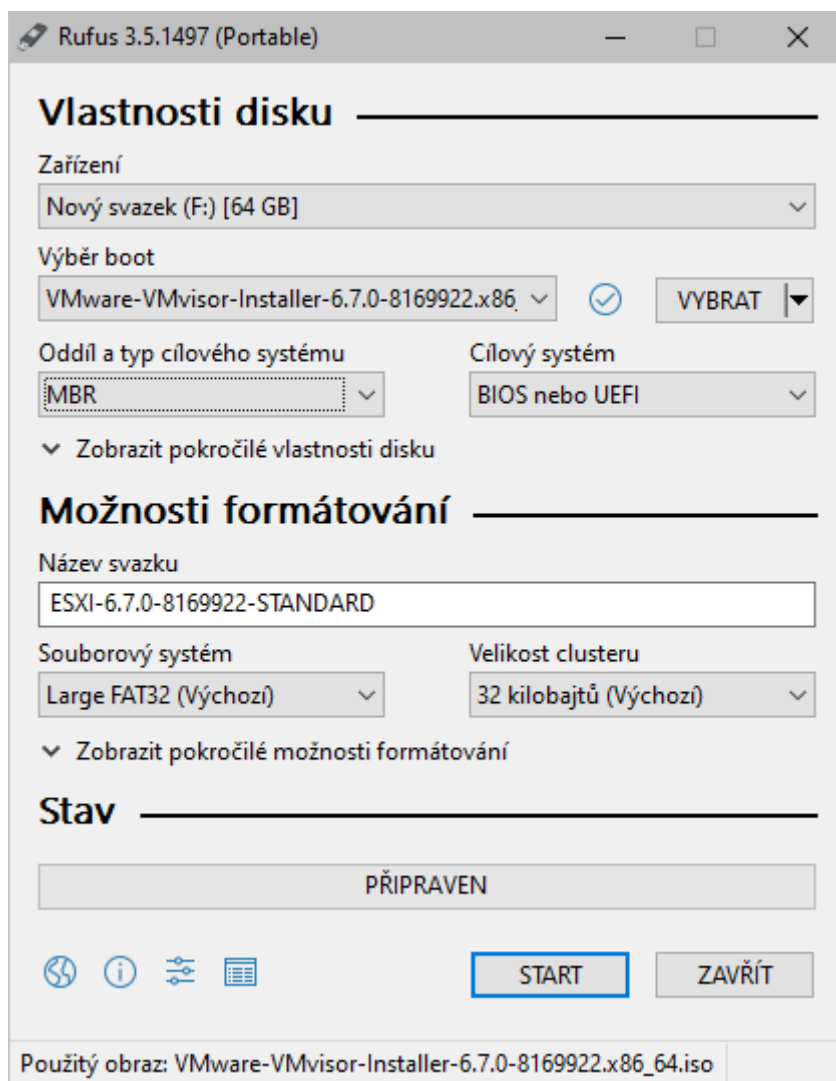 Rufus 3.5.1497 (Portable)
Vlastnosti disku
Zařízení
Nový svazek (F:) [64 GB]
Výběr boot
VMware-VMvisor-Installer-6.7.0-8169922.x86_
VYBRAT
Oddíl a typ cílového systému
Cílový systém
MBR
BIOS nebo UEFI
Zobrazit pokročilé vlastnosti disku
Možnosti formátování
Název svazku
ESXI-6.7.0-8169922-STANDARD
Souborový systém
Velikost clusteru
Large FAT32 (Výchozí)
32 kilobajtů (Výchozí)
Zobrazit pokročilé možnosti formátování
Stav
PŘIPRAVEN
START
ZAVŘÍT
Použitý obraz: VMware-VMvisor-Installer-6.7.0-8169922.x86_64.iso